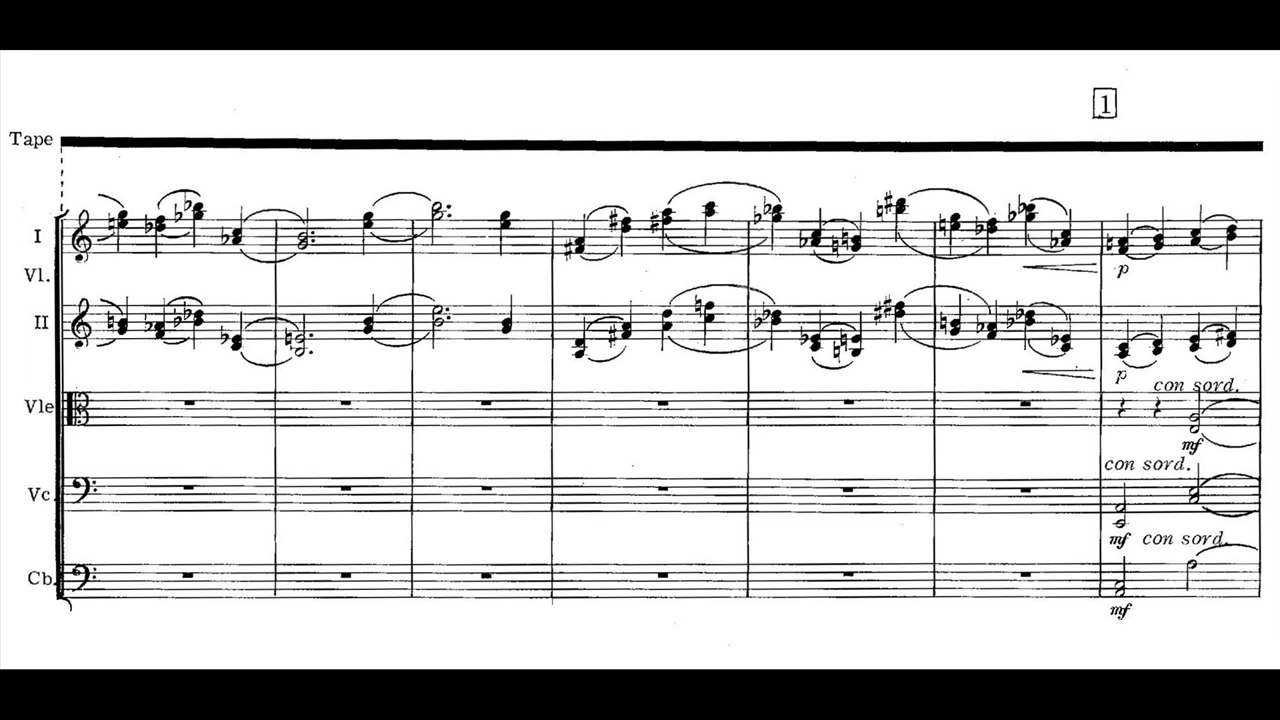 1
Tape
I
Vl.
p
II
p
con sord.
Vle
mf
con sord.
Vc.
mf con sord.
Cb.
mf